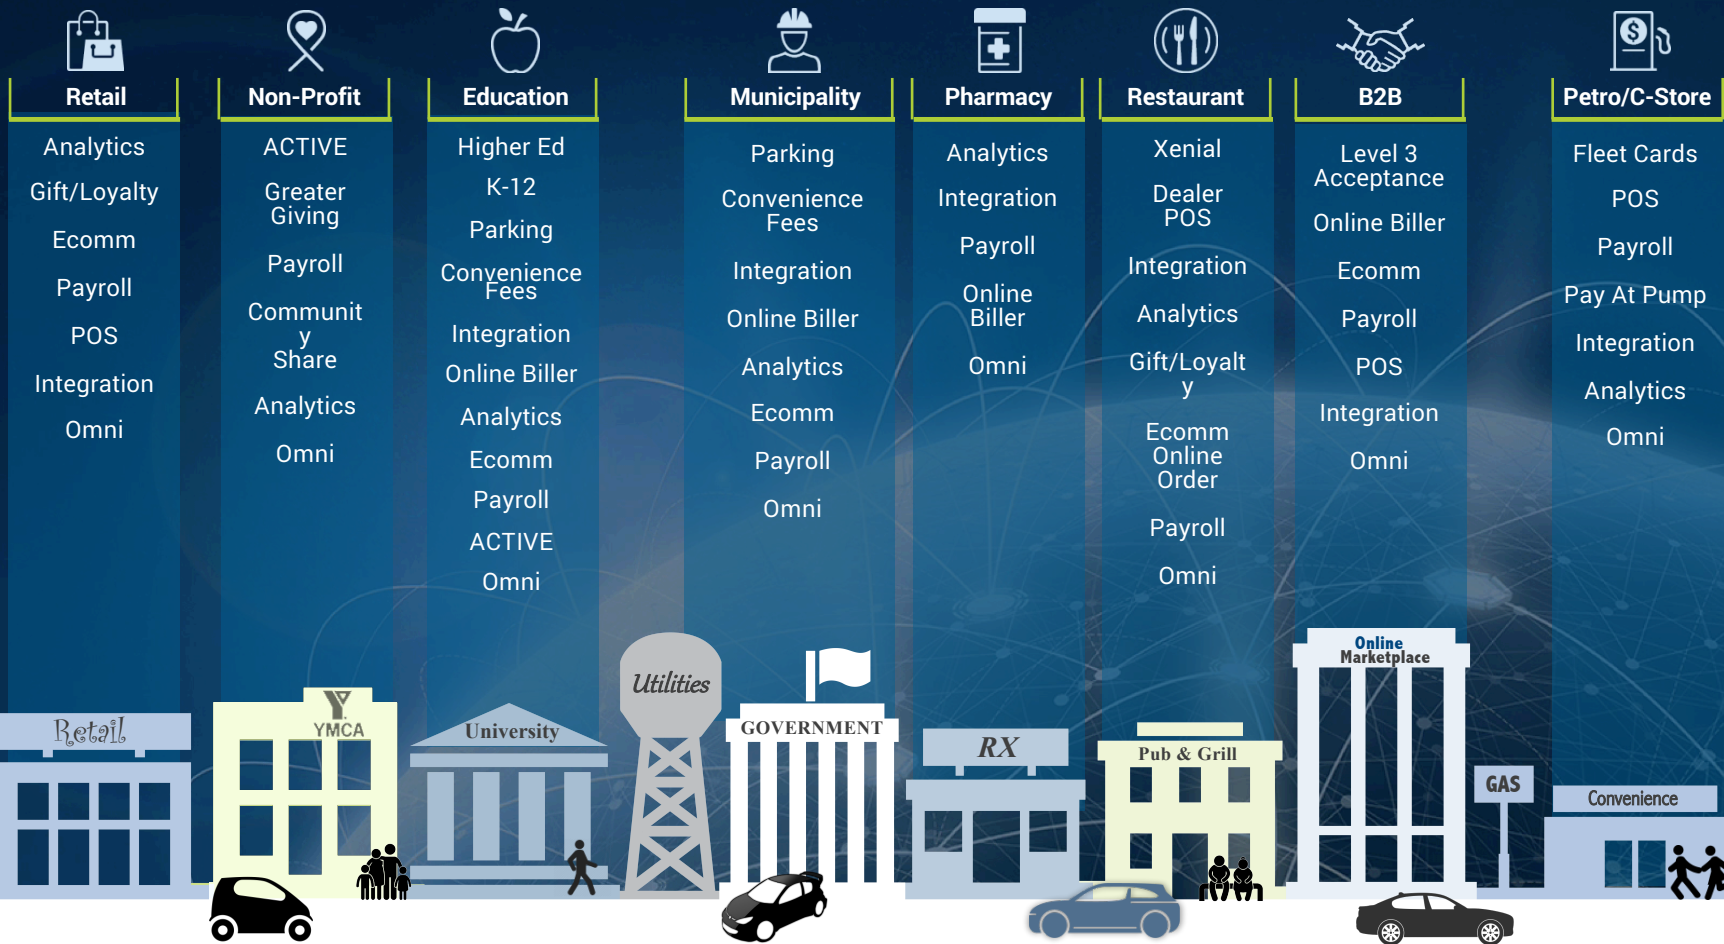 Retail
Analytics
Gift/Loyalty
Ecomm
Payroll
POS
Integration
Omni
Non-Profit
ACTIVE
Greater
Giving
Payroll
Communit
y
Share
Analytics
Omni
Education
Higher Ed
K-12
Parking
Convenience
Fees
Integration
Online Biller
Analytics
Ecomm
Payroll
ACTIVE
Omni
Municipality
Parking
Convenience
Fees
Integration
Online Biller
Analytics
Ecomm
Payroll
Omni
Pharmacy
Analytics
Integration
Payroll
Online
Biller
Omni
Restaurant
Xenial
Dealer
POS
Integration
Analytics
Gift/Loyalt
y
Ecomm
Online
Order
Payroll
Omni
B2B
Level 3
Acceptance
Online Biller
Ecomm
Payroll
POS
Integration
Omni
$
Petro/C-Store
Fleet Cards
POS
Payroll
Pay At Pump
Integration
Analytics
Omni
Retail
Y
YMCA
University
Utilities
GOVERNMENT
RX
Pub & Grill
Online
Marketplace
GAS
Convenience